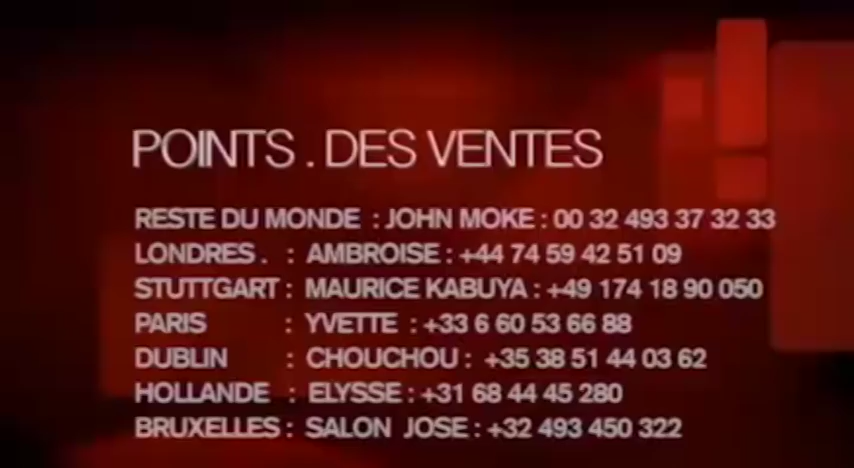 POINTS . DES VENTES
RESTE DU MONDE : JOHN MOKE : 00 32 493 37 32 33
LONDRES . : AMBROISE : +44 74 59 42 51 09
STUTTGART : MAURICE KABUYA : +49 174 18 90 050
PARIS : YVETTE : +33 6 60 53 66 88
DUBLIN : CHOUCHOU : +35 38 51 44 03 62
HOLLANDE : ELYSSE : +31 68 44 45 280
BRUXELLES : SALON JOSE : +32 493 450 322